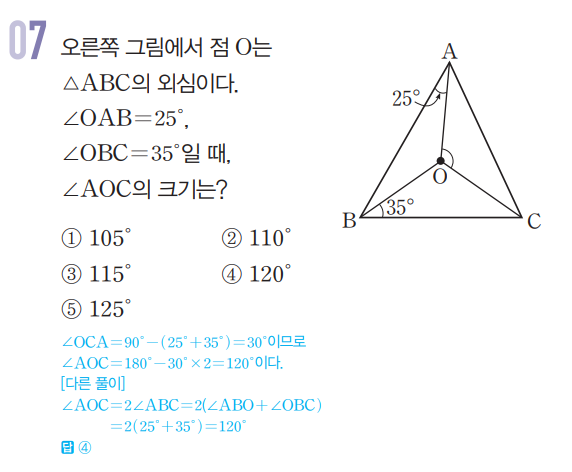 07
오른쪽 그림에서 점 O는
△ABC의 외심이다.
∠OAB=25°,
∠OBC=35°일 때,
∠AOC의 크기는?
① 105° ② 110°
③ 115° ④ 120°
⑤ 125°
A
25°
O
B
35°
C
∠OCA=90°-(25°+35°)=30°이므로
∠AOC=180°-30°×2=120°이다.
[다른 풀이]
∠AOC=2∠ABC=2(∠ABO+∠OBC)
=2(25°+35°)=120°
답 ④